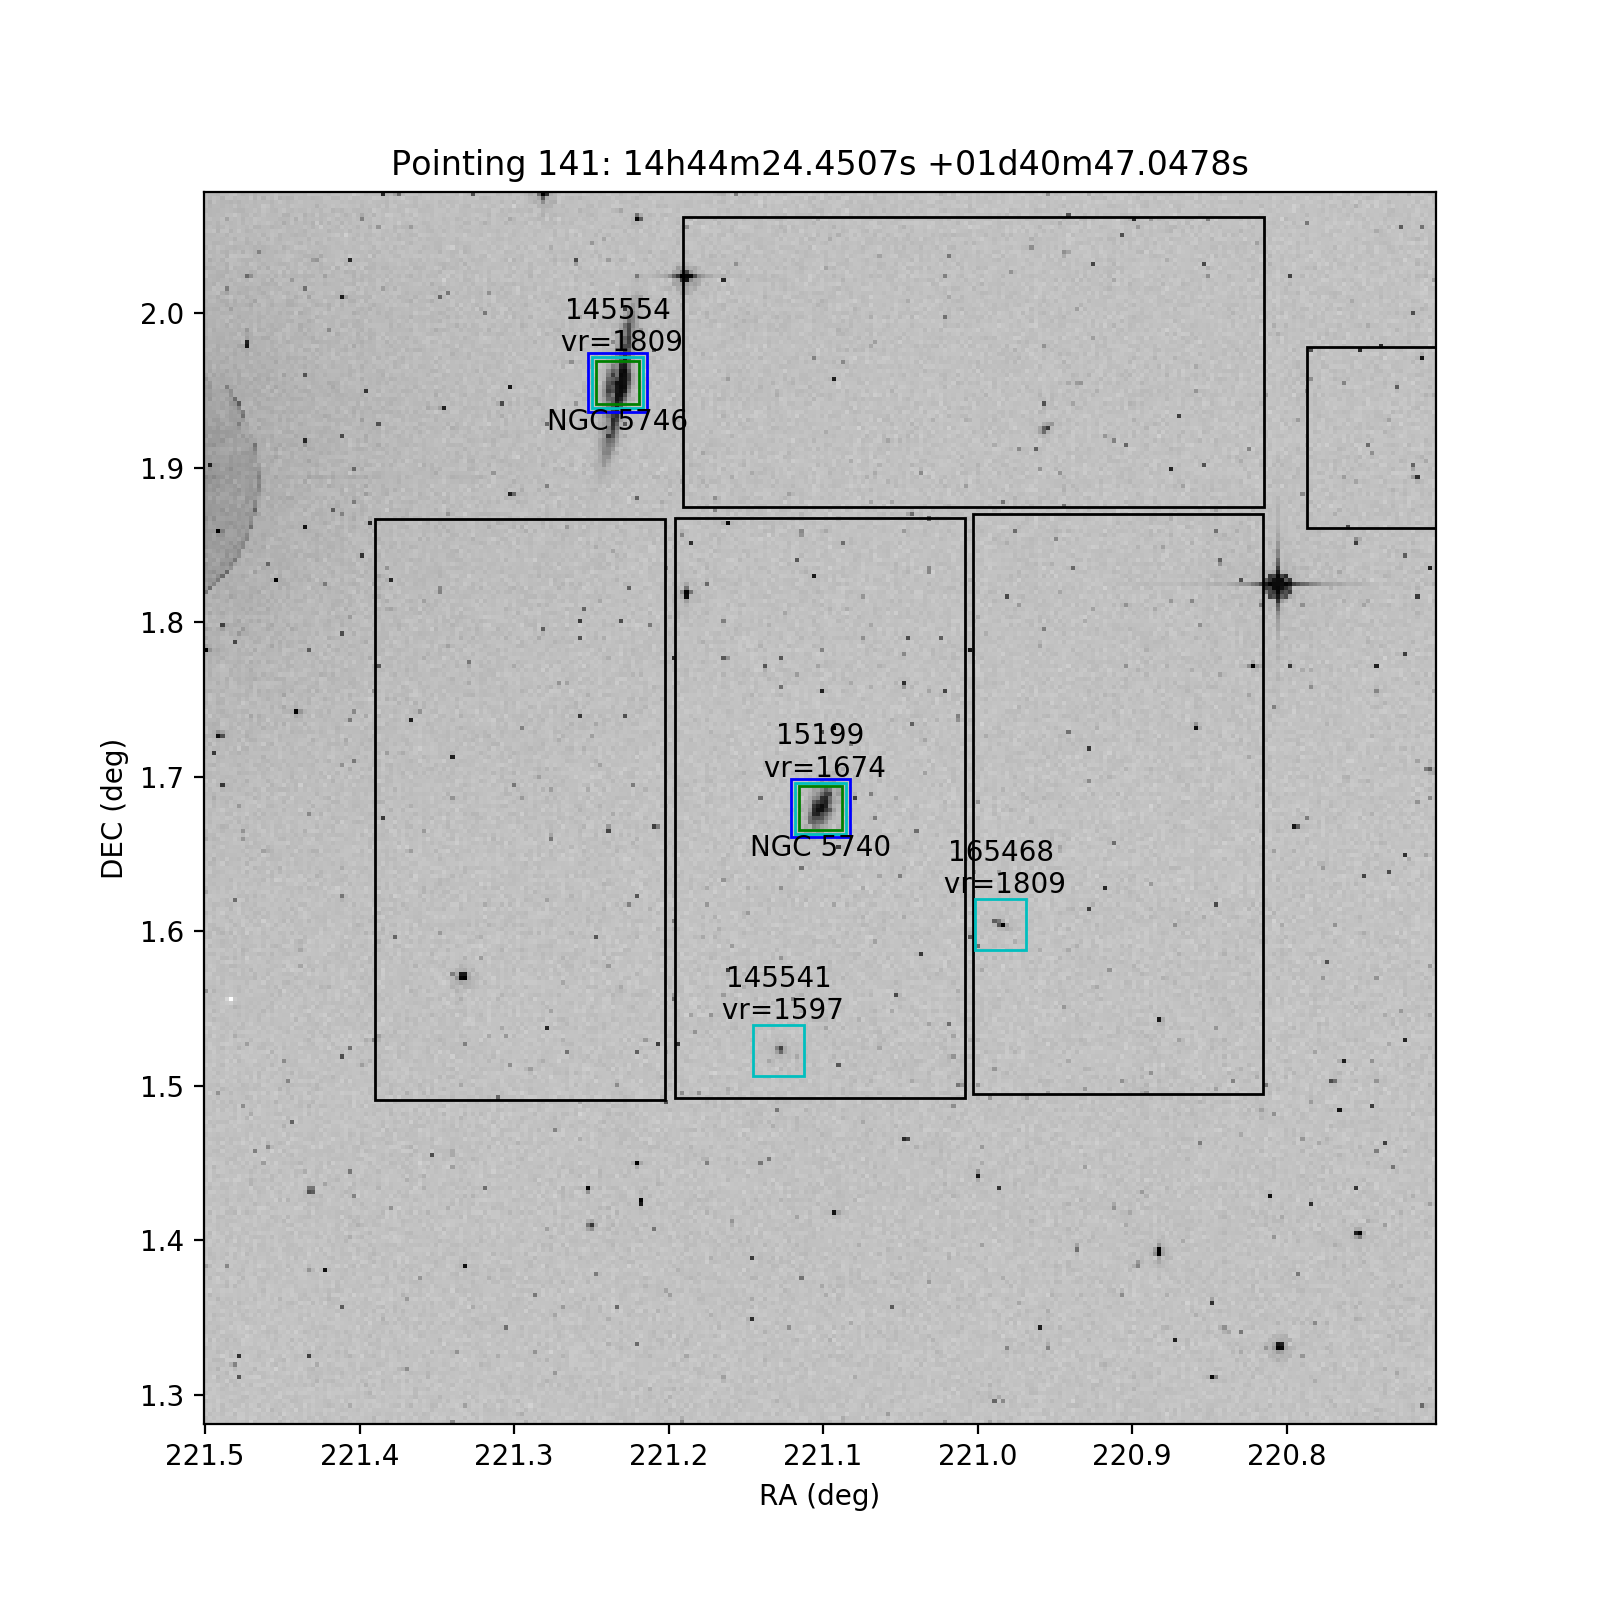 Pointing 141: 14h44m24.4507s +01d40m47.0478s
145554
vr=1809
NGC 5746
15199
vr=1674
NGC 5740
165468
vr=1809
145541
vr=1597
DEC (deg)
2.0
1.9
1.8
1.7
1.6
1.5
1.4
1.3
221.5 221.4 221.3 221.2 221.1 221.0 220.9 220.8
RA (deg)